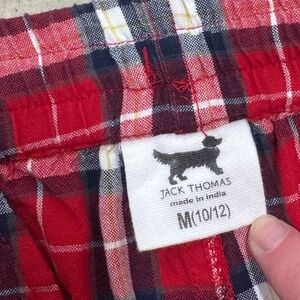 JACK THOMAS
made in india
M(10/12)